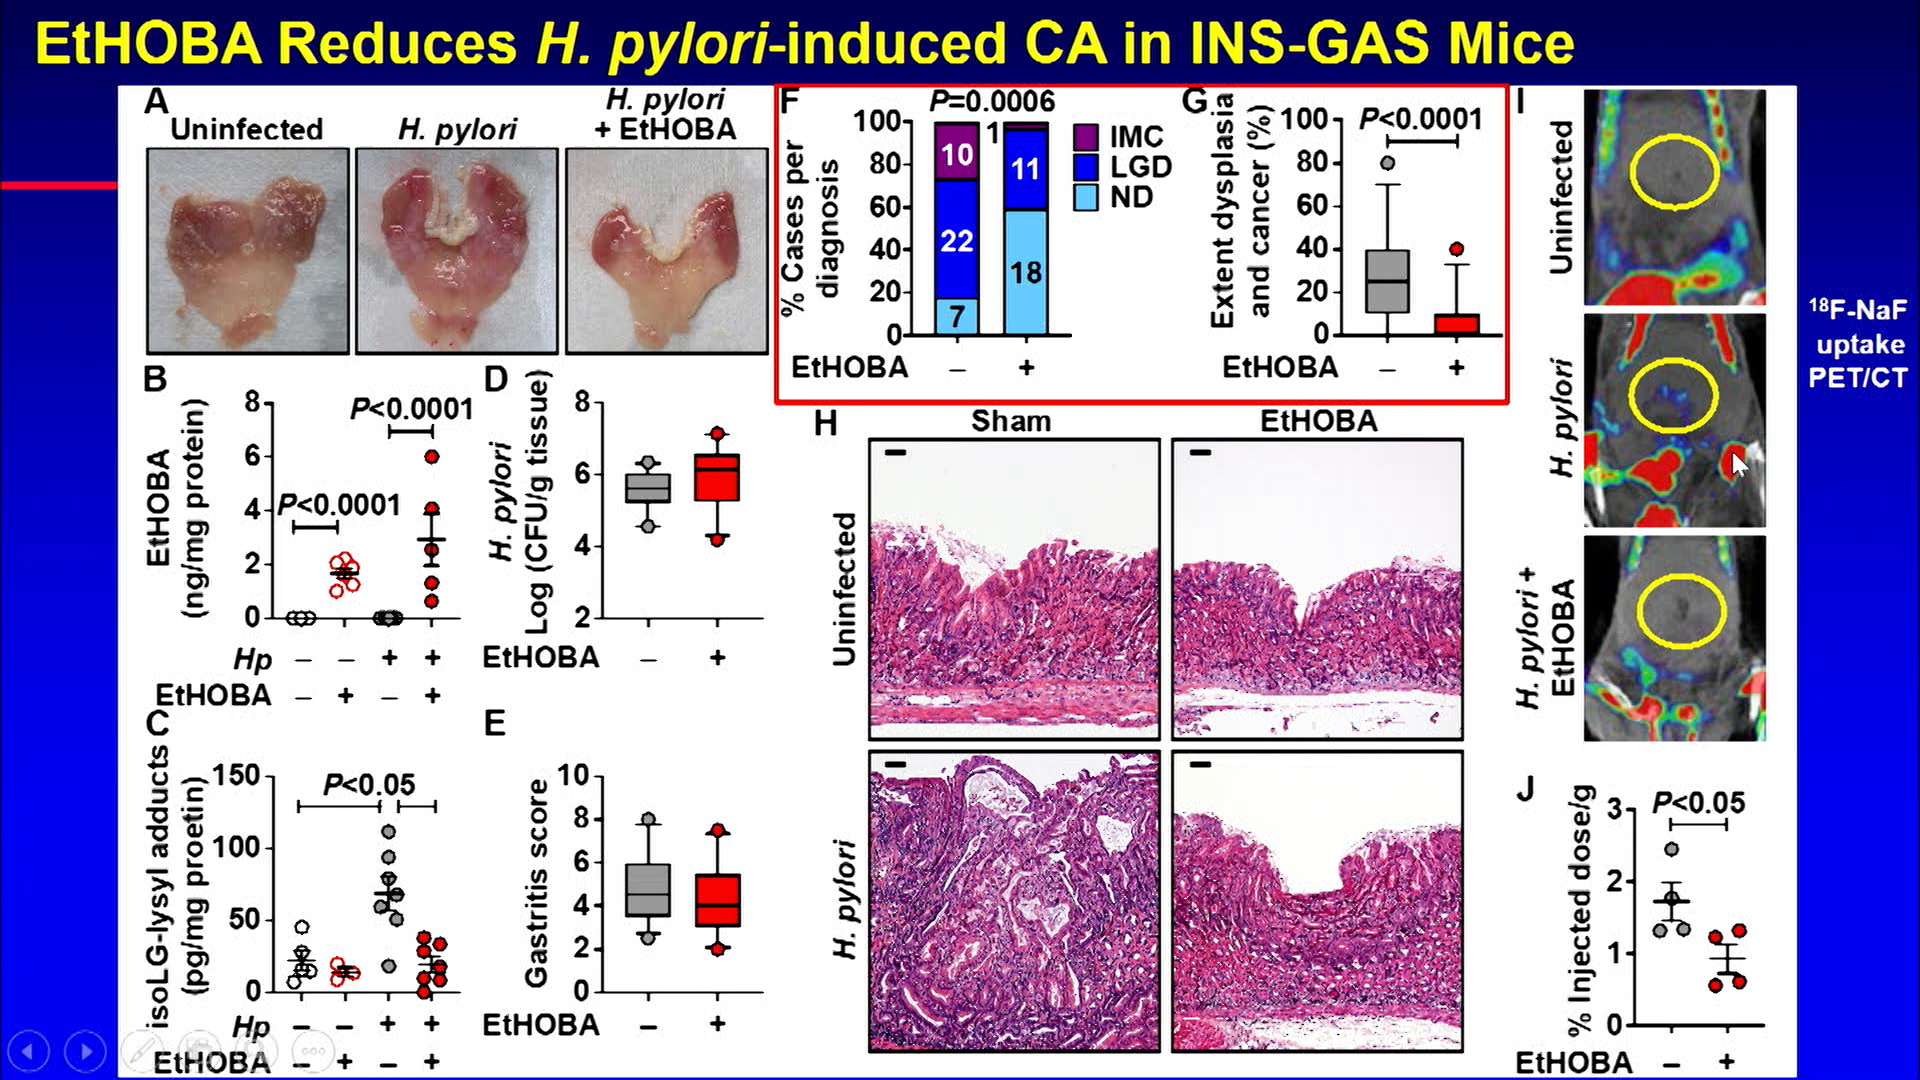 EtHOBA Reduces H. pylori-induced CA in INS-GAS Mice
A
Uninfected
H. pylori
H. pylori
+ EtHOBA
B
EtHOBA
(ng/mg protein)
8
6
4
2
0
P<0.0001
P<0.0001
Hp – – + +
EtHOBA – + – +
C
isoLG-lysyl adducts
(pg/mg proetin)
150
100
50
0
P<0.05
Hp – – + +
EtHOBA – + – +
D
H. pylori
Log (CFU/g tissue)
8
6
4
2
EtHOBA – +
E
Gastritis score
10
8
6
4
2
0
EtHOBA – +
F
P=0.0006
% Cases per
diagnosis
100
80
60
40
20
0
10
22
7
1
11
18
IMC
LGD
ND
EtHOBA – +
G
Extent dysplasia
and cancer (%)
100
80
60
40
20
0
P<0.0001
EtHOBA – +
H
Sham
EtHOBA
Uninfected
H. pylori
I
Uninfected
H. pylori
H. pylori +
EtHOBA
18F-NaF
uptake
PET/CT
J
% Injected dose/g
3
2
1
0
P<0.05
EtHOBA – +